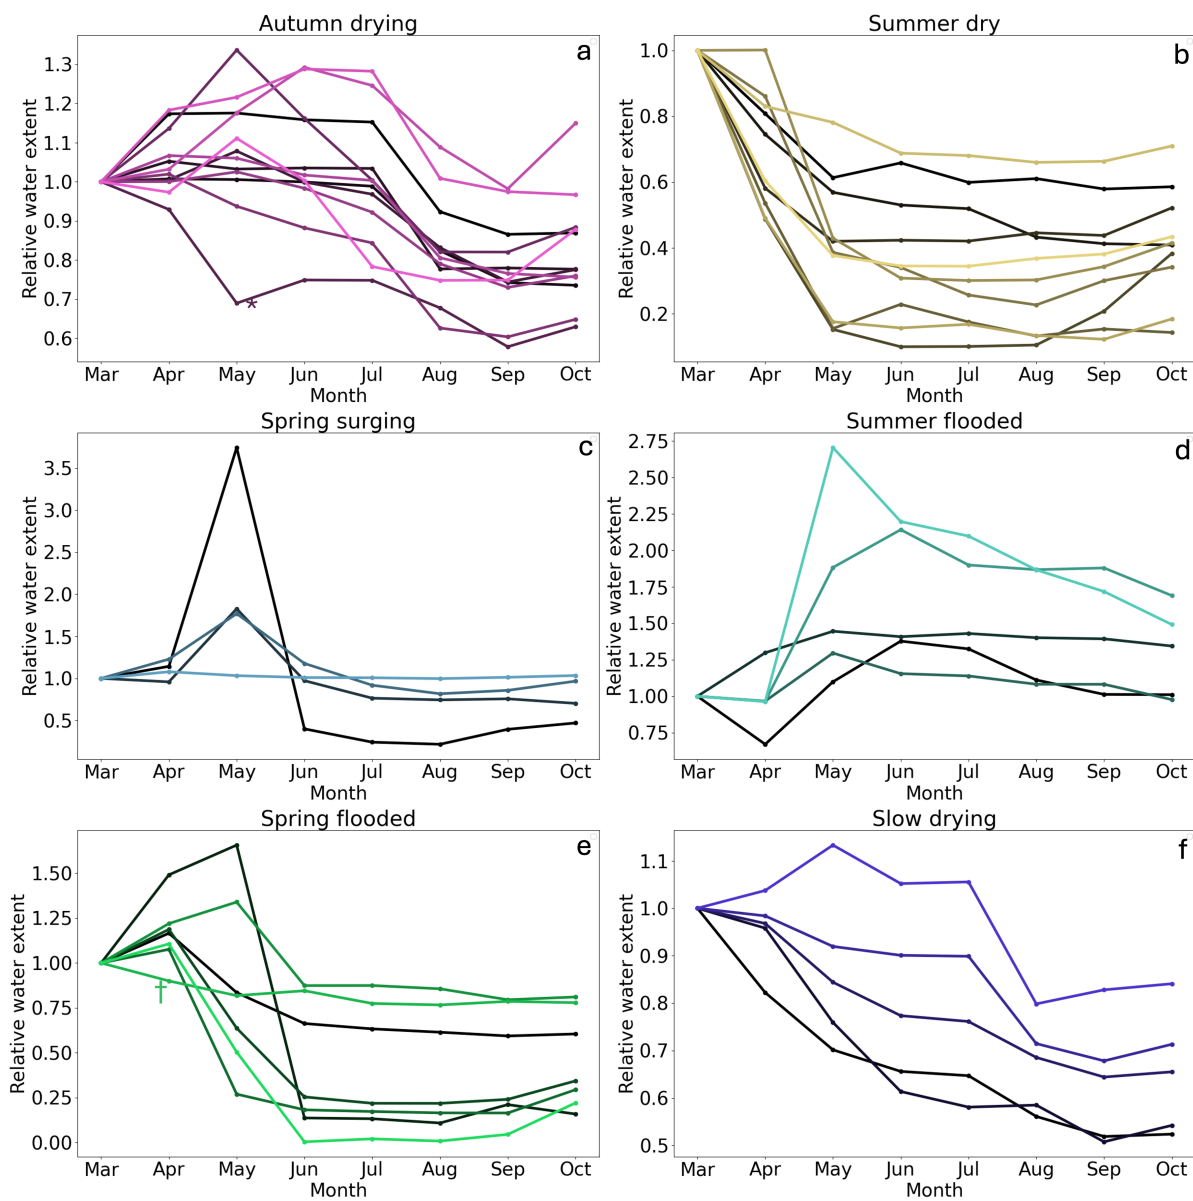 Autumn drying
a
Relative water extent
1.3
1.2
1.1
1.0
0.9
0.8
0.7
0.6
*
Mar Apr May Jun Jul Aug Sep Oct
Month
Summer dry
b
Relative water extent
1.0
0.8
0.6
0.4
0.2
Mar Apr May Jun Jul Aug Sep Oct
Month
Spring surging
c
Relative water extent
3.5
3.0
2.5
2.0
1.5
1.0
0.5
Mar Apr May Jun Jul Aug Sep Oct
Month
Summer flooded
d
Relative water extent
2.75
2.50
2.25
2.00
1.75
1.50
1.25
1.00
0.75
Mar Apr May Jun Jul Aug Sep Oct
Month
Spring flooded
e
Relative water extent
1.50
1.25
1.00
0.75
0.50
0.25
0.00
†
Mar Apr May Jun Jul Aug Sep Oct
Month
Slow drying
f
Relative water extent
1.1
1.0
0.9
0.8
0.7
0.6
0.5
Mar Apr May Jun Jul Aug Sep Oct
Month